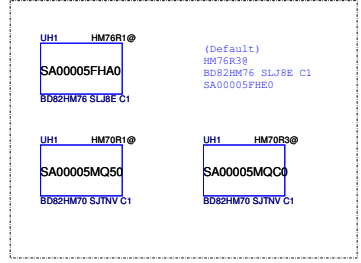 UH1 HM76R1@
SA00005FHA0
BD82HM76 SLJ8E C1
(Default)
HM76R3@
BD82HM76 SLJ8E C1
SA00005FHE0
UH1 HM70R1@
SA00005MQ50
BD82HM70 SJTNV C1
UH1 HM70R3@
SA00005MQC0
BD82HM70 SJTNV C1